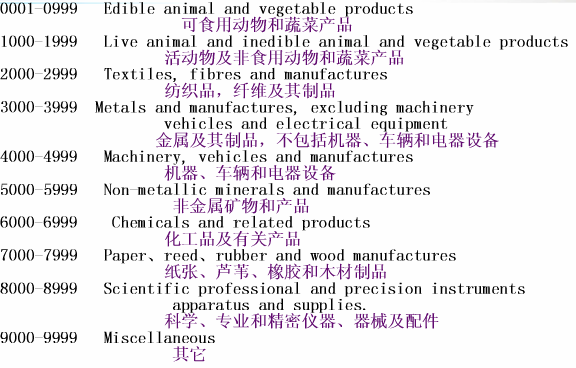 0001-0999 Edible animal and vegetable products
可食用动物和蔬菜产品
1000-1999 Live animal and inedible animal and vegetable products
活动物及非食用动物和蔬菜产品
2000-2999 Textiles, fibres and manufactures
纺织品，纤维及其制品
3000-3999 Metals and manufactures, excluding machinery
vehicles and electrical equipment
金属及其制品，不包括机器、车辆和电器设备
4000-4999 Machinery, vehicles and manufactures
机器、车辆和电器设备
5000-5999 Non-metallic minerals and manufactures
非金属矿物和产品
6000-6999 Chemicals and related products
化工品及有关产品
7000-7999 Paper、reed、rubber and wood manufactures
纸张、芦苇、橡胶和木材制品
8000-8999 Scientific professional and precision instruments
apparatus and supplies.
科学、专业和精密仪器、器械及配件
9000-9999 Miscellaneous
其它